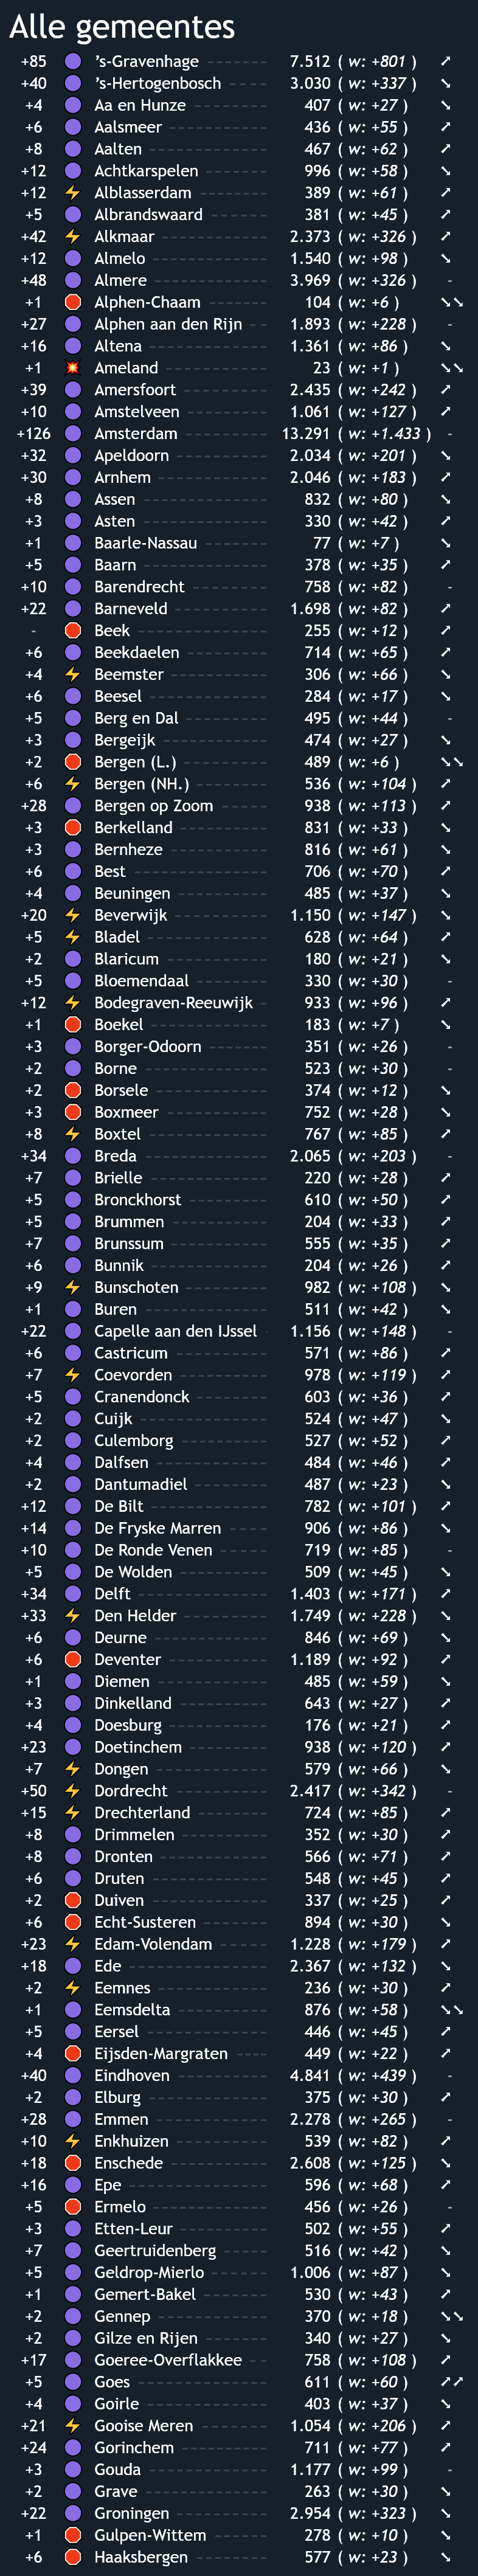 Alle gemeentes
+85 ’s-Gravenhage 7.512 ( w: +801 )
+40 ’s-Hertogenbosch 3.030 ( w: +337 )
+4 Aa en Hunze 407 ( w: +27 )
+6 Aalsmeer 436 ( w: +55 )
+8 Aalten 467 ( w: +62 )
+12 Achtkarspelen 996 ( w: +58 )
+12 Alblasserdam 389 ( w: +61 )
+5 Albrandswaard 381 ( w: +45 )
+42 Alkmaar 2.373 ( w: +326 )
+12 Almelo 1.540 ( w: +98 )
+48 Almere 3.969 ( w: +326 ) -
+1 Alphen-Chaam 104 ( w: +6 )
+27 Alphen aan den Rijn 1.893 ( w: +228 ) -
+16 Altena 1.361 ( w: +86 )
+1 Ameland 23 ( w: +1 )
+39 Amersfoort 2.435 ( w: +242 )
+10 Amstelveen 1.061 ( w: +127 )
+126 Amsterdam 13.291 ( w: +1.433 ) -
+32 Apeldoorn 2.034 ( w: +201 )
+30 Arnhem 2.046 ( w: +183 )
+8 Assen 832 ( w: +80 )
+3 Asten 330 ( w: +42 )
+1 Baarle-Nassau 77 ( w: +7 )
+5 Baarn 378 ( w: +35 )
+10 Barendrecht 758 ( w: +82 ) -
+22 Barneveld 1.698 ( w: +82 )
- Beek 255 ( w: +12 )
+6 Beekdaelen 714 ( w: +65 )
+4 Beemster 306 ( w: +66 )
+6 Beesel 284 ( w: +17 )
+5 Berg en Dal 495 ( w: +44 ) -
+3 Bergeijk 474 ( w: +27 )
+2 Bergen (L.) 489 ( w: +6 )
+6 Bergen (NH.) 536 ( w: +104 )
+28 Bergen op Zoom 938 ( w: +113 )
+3 Berkelland 831 ( w: +33 )
+3 Bernheze 816 ( w: +61 )
+6 Best 706 ( w: +70 )
+4 Beuningen 485 ( w: +37 )
+20 Beverwijk 1.150 ( w: +147 )
+5 Bladel 628 ( w: +64 )
+2 Blaricum 180 ( w: +21 )
+5 Bloemendaal 330 ( w: +30 ) -
+12 Bodegraven-Reeuwijk 933 ( w: +96 )
+1 Boekel 183 ( w: +7 )
+3 Borger-Odoorn 351 ( w: +26 ) -
+2 Borne 523 ( w: +30 ) -
+2 Borsele 374 ( w: +12 )
+3 Boxmeer 752 ( w: +28 )
+8 Boxtel 767 ( w: +85 )
+34 Breda 2.065 ( w: +203 ) -
+7 Brielle 220 ( w: +28 )
+5 Bronckhorst 610 ( w: +50 )
+5 Brummen 204 ( w: +33 )
+7 Brunssum 555 ( w: +35 )
+6 Bunnik 204 ( w: +26 )
+9 Bunschoten 982 ( w: +108 )
+1 Buren 511 ( w: +42 )
+22 Capelle aan den IJssel 1.156 ( w: +148 ) -
+6 Castricum 571 ( w: +86 )
+7 Coevorden 978 ( w: +119 )
+5 Cranendonck 603 ( w: +36 )
+2 Cuijk 524 ( w: +47 )
+2 Culemborg 527 ( w: +52 )
+4 Dalfsen 484 ( w: +46 )
+2 Dantumadiel 487 ( w: +23 )
+12 De Bilt 782 ( w: +101 )
+14 De Fryske Marren 906 ( w: +86 )
+10 De Ronde Venen 719 ( w: +85 ) -
+5 De Wolden 509 ( w: +45 )
+34 Delft 1.403 ( w: +171 )
+33 Den Helder 1.749 ( w: +228 )
+6 Deurne 846 ( w: +69 )
+6 Deventer 1.189 ( w: +92 )
+1 Diemen 485 ( w: +59 )
+3 Dinkelland 643 ( w: +27 )
+4 Doesburg 176 ( w: +21 )
+23 Doetinchem 938 ( w: +120 )
+7 Dongen 579 ( w: +66 )
+50 Dordrecht 2.417 ( w: +342 ) -
+15 Drechterland 724 ( w: +85 )
+8 Drimmelen 352 ( w: +30 )
+8 Dronten 566 ( w: +71 )
+6 Druten 548 ( w: +45 )
+2 Duiven 337 ( w: +25 )
+6 Echt-Susteren 894 ( w: +30 )
+23 Edam-Volendam 1.228 ( w: +179 )
+18 Ede 2.367 ( w: +132 )
+2 Eemnes 236 ( w: +30 )
+1 Eemsdelta 876 ( w: +58 )
+5 Eersel 446 ( w: +45 )
+4 Eijsden-Margraten 449 ( w: +22 )
+40 Eindhoven 4.841 ( w: +439 ) -
+2 Elburg 375 ( w: +30 )
+28 Emmen 2.278 ( w: +265 ) -
+10 Enkhuizen 539 ( w: +82 )
+18 Enschede 2.608 ( w: +125 )
+16 Epe 596 ( w: +68 )
+5 Ermelo 456 ( w: +26 ) -
+3 Etten-Leur 502 ( w: +55 )
+7 Geertruidenberg 516 ( w: +42 )
+5 Geldrop-Mierlo 1.006 ( w: +87 )
+1 Gemert-Bakel 530 ( w: +43 )
+2 Gennep 370 ( w: +18 )
+2 Gilze en Rijen 340 ( w: +27 )
+17 Goeree-Overflakkee 758 ( w: +108 )
+5 Goes 611 ( w: +60 )
+4 Goirle 403 ( w: +37 )
+21 Gooise Meren 1.054 ( w: +206 )
+24 Gorinchem 711 ( w: +77 )
+3 Gouda 1.177 ( w: +99 ) -
+2 Grave 263 ( w: +30 )
+22 Groningen 2.954 ( w: +323 )
+1 Gulpen-Wittem 278 ( w: +10 )
+6 Haaksbergen 577 ( w: +23 )